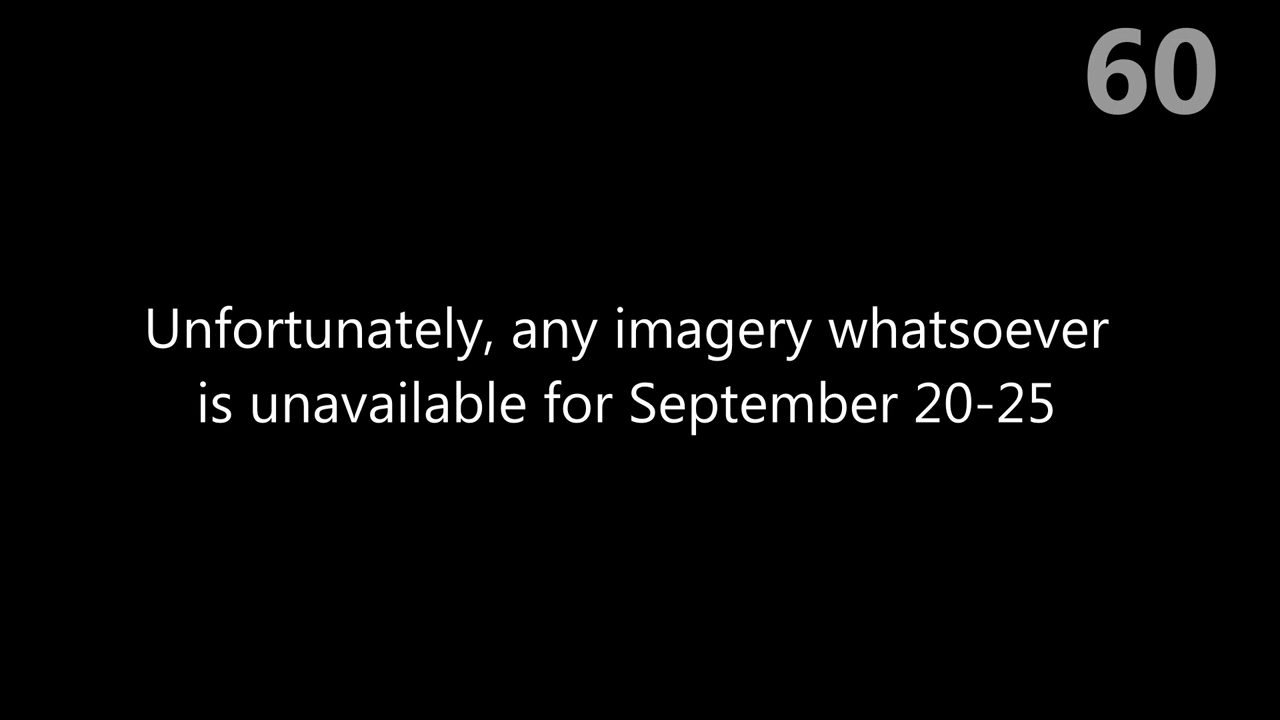 60
Unfortunately, any imagery whatsoever
is unavailable for September 20-25